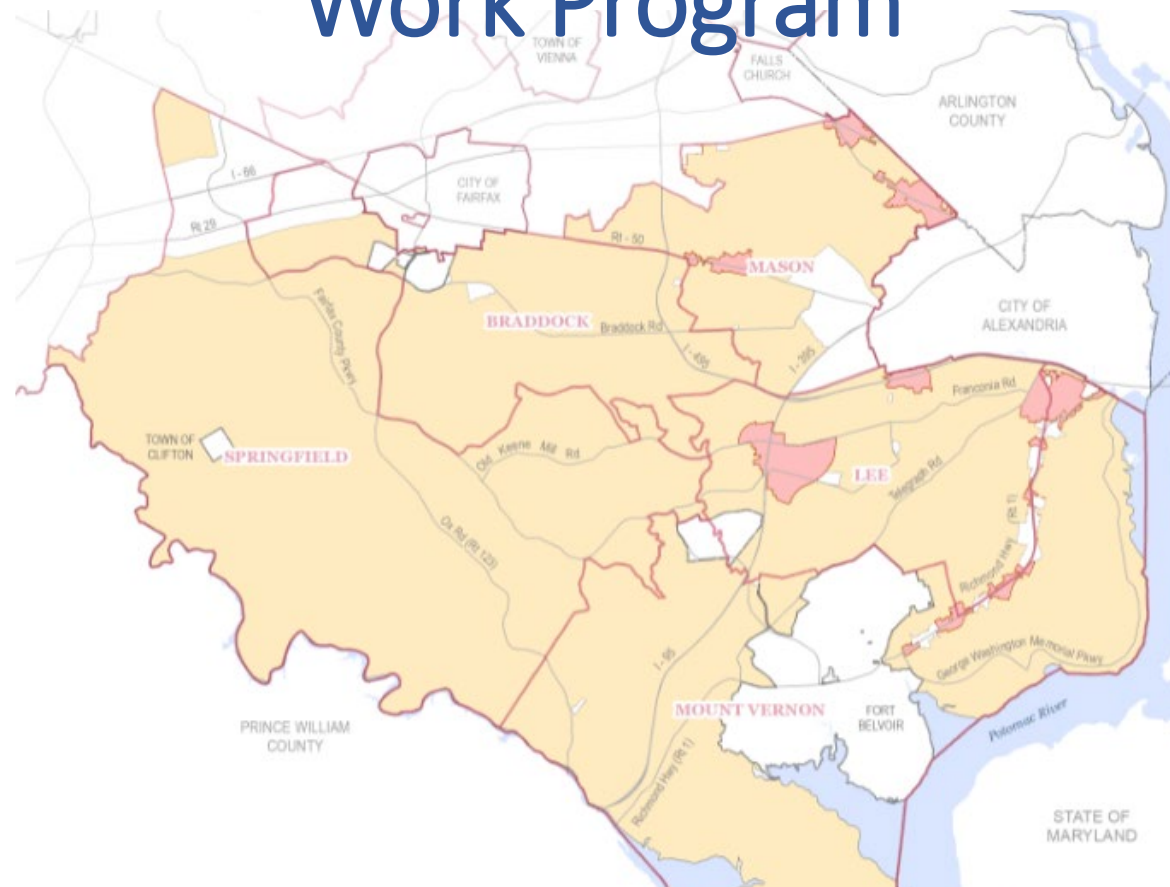 Work Program
TOWN OF
VIENNA
FALLS
CHURCH
ARLINGTON
COUNTY
I - 66
CITY OF
FAIRFAX
Rt 29
Rt - 50
MASON
Fairfax County Pkwy
BRADDOCK
Braddock Rd
I - 495
I - 395
CITY OF
ALEXANDRIA
Franconia Rd
TOWN OF
CLIFTON
SPRINGFIELD
Old Keene Mill Rd
LEE
Telegraph Rd
Ox Rd (Rt 123)
Richmond Hwy (Rt 1)
George Washington Memorial Pkwy
I - 95
MOUNT VERNON
FORT
BELVOIR
Potomac River
PRINCE WILLIAM
COUNTY
Richmond Hwy (Rt 1)
STATE OF
MARYLAND